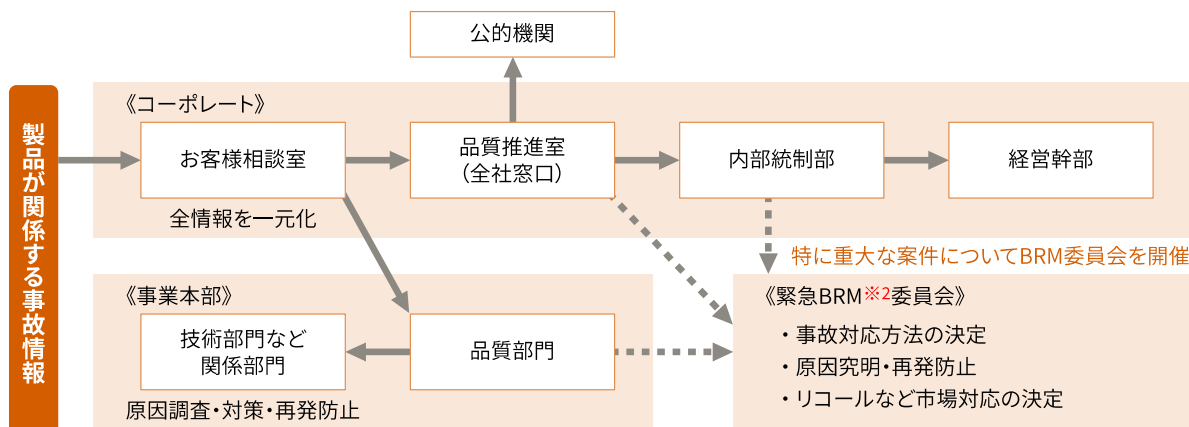 公的機関
製品が関係する事故情報
《コーポレート》
お客様相談室
品質推進室
（全社窓口）
内部統制部
経営幹部
全情報を一元化
特に重大な案件についてBRM委員会を開催
《事業本部》
技術部門など
関係部門
品質部門
原因調査・対策・再発防止
《緊急BRM※2委員会》
・事故対応方法の決定
・原因究明・再発防止
・リコールなど市場対応の決定